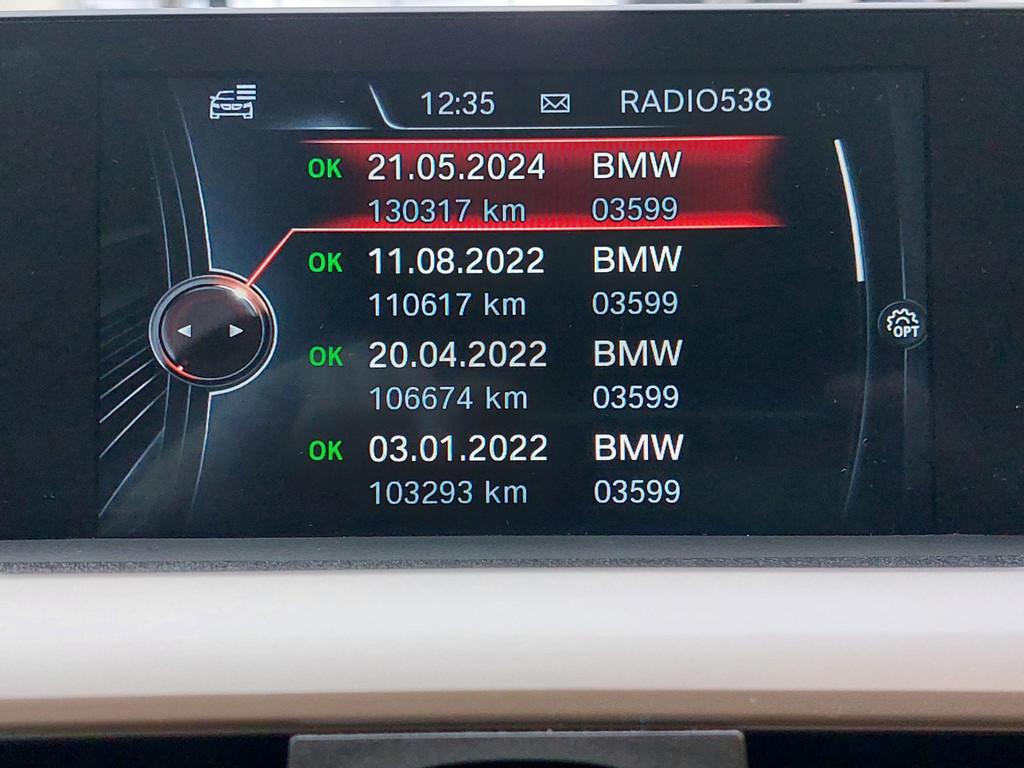 12:35 RADIO538
OK 21.05.2024 BMW
130317 km 03599
OK 11.08.2022 BMW
110617 km 03599
OK 20.04.2022 BMW
106674 km 03599
OPT
OK 03.01.2022 BMW
103293 km 03599